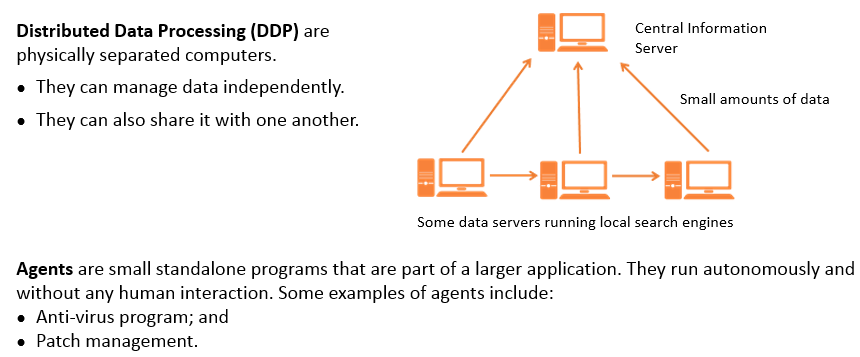 Distributed Data Processing (DDP) are
physically separated computers.
• They can manage data independently.
• They can also share it with one another.
Central Information
Server
Small amounts of data
Some data servers running local search engines
Agents are small standalone programs that are part of a larger application. They run autonomously and
without any human interaction. Some examples of agents include:
• Anti-virus program; and
• Patch management.